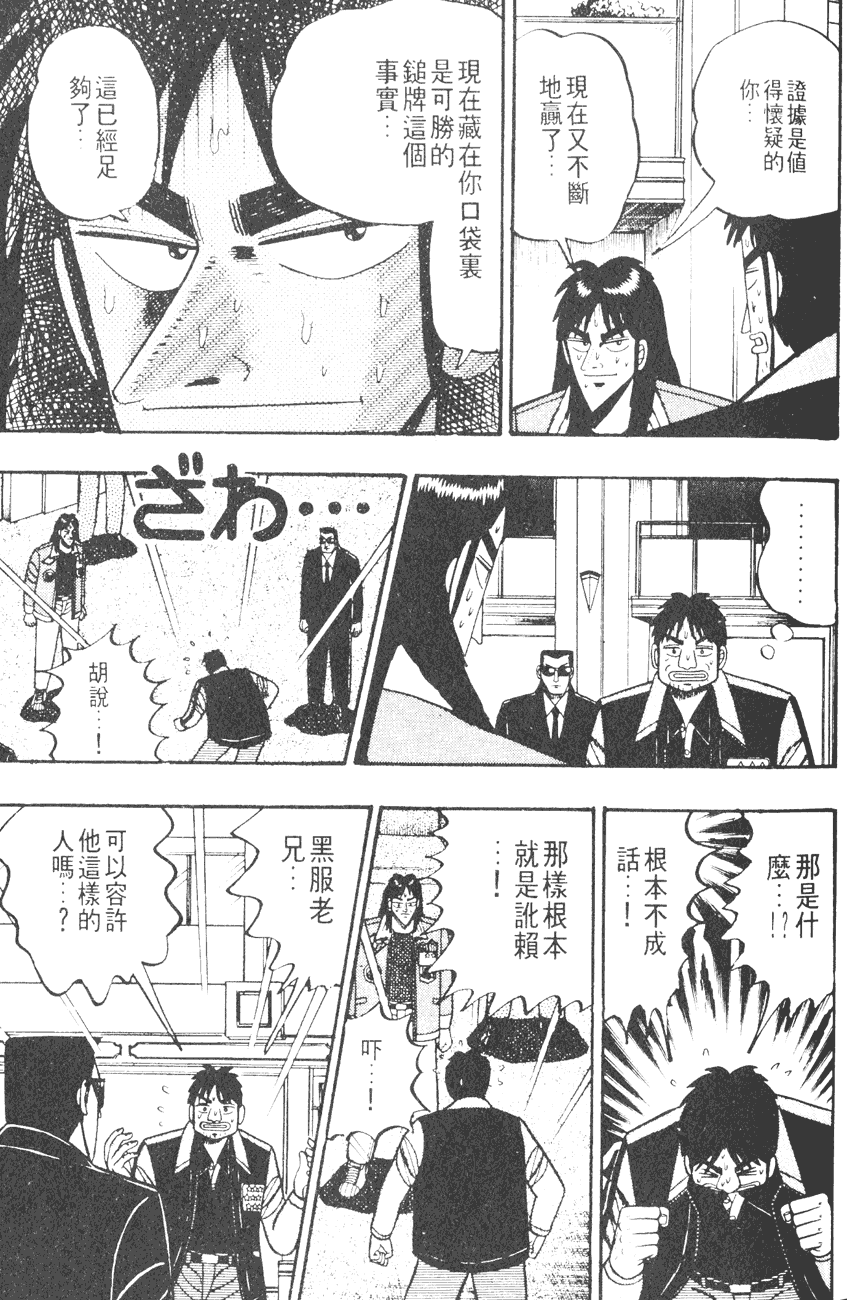 證據是值
得懷疑的
你…
現在又不斷
地贏了…
現在藏在你口袋裏
是可勝的
鎚牌這個
事實…
這已經足
夠了…
…………
ざわ…
胡說…！
那是什
麼…!?
根本不成
話…！
那樣根本
就是訛賴
…！
吓…！
黑服老
兄…
可以容許
他這樣的
人嗎…？